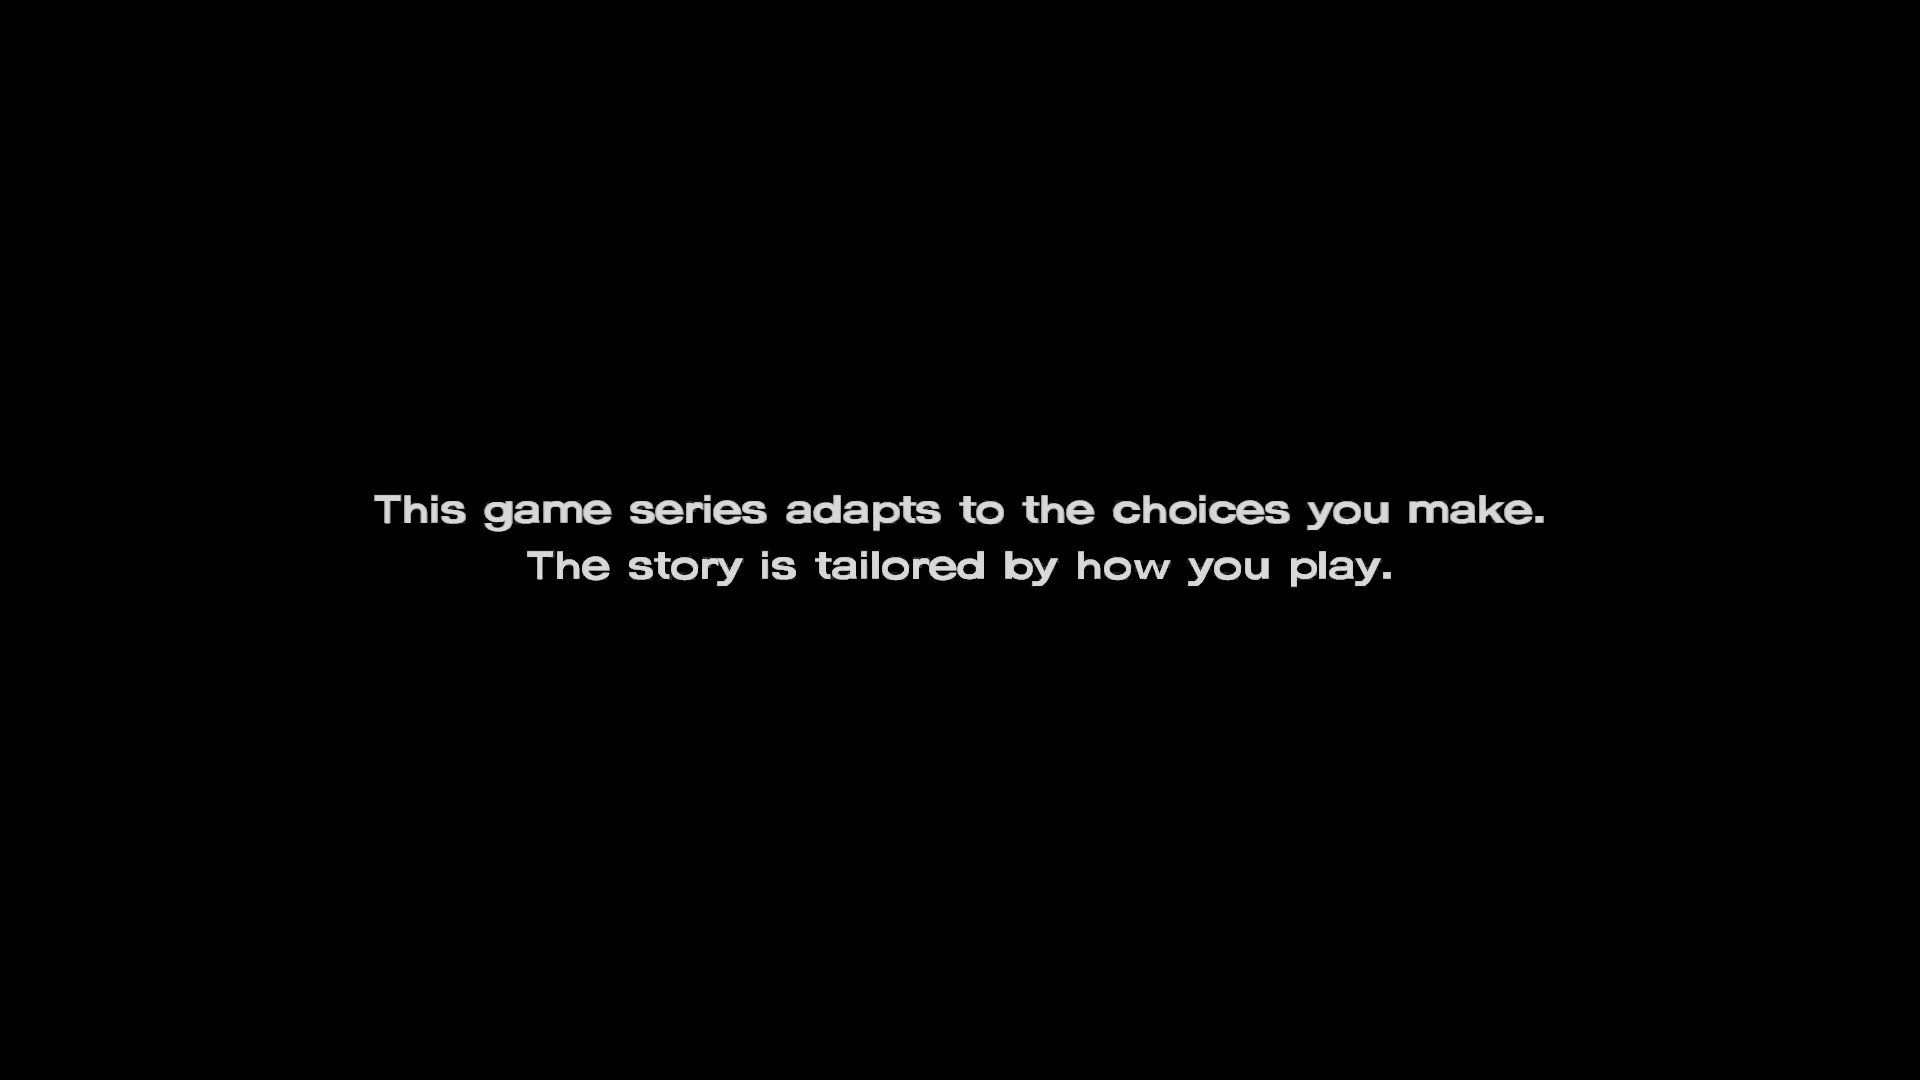 This game series adapts to the choices you make.
The story is tailored by how you play.